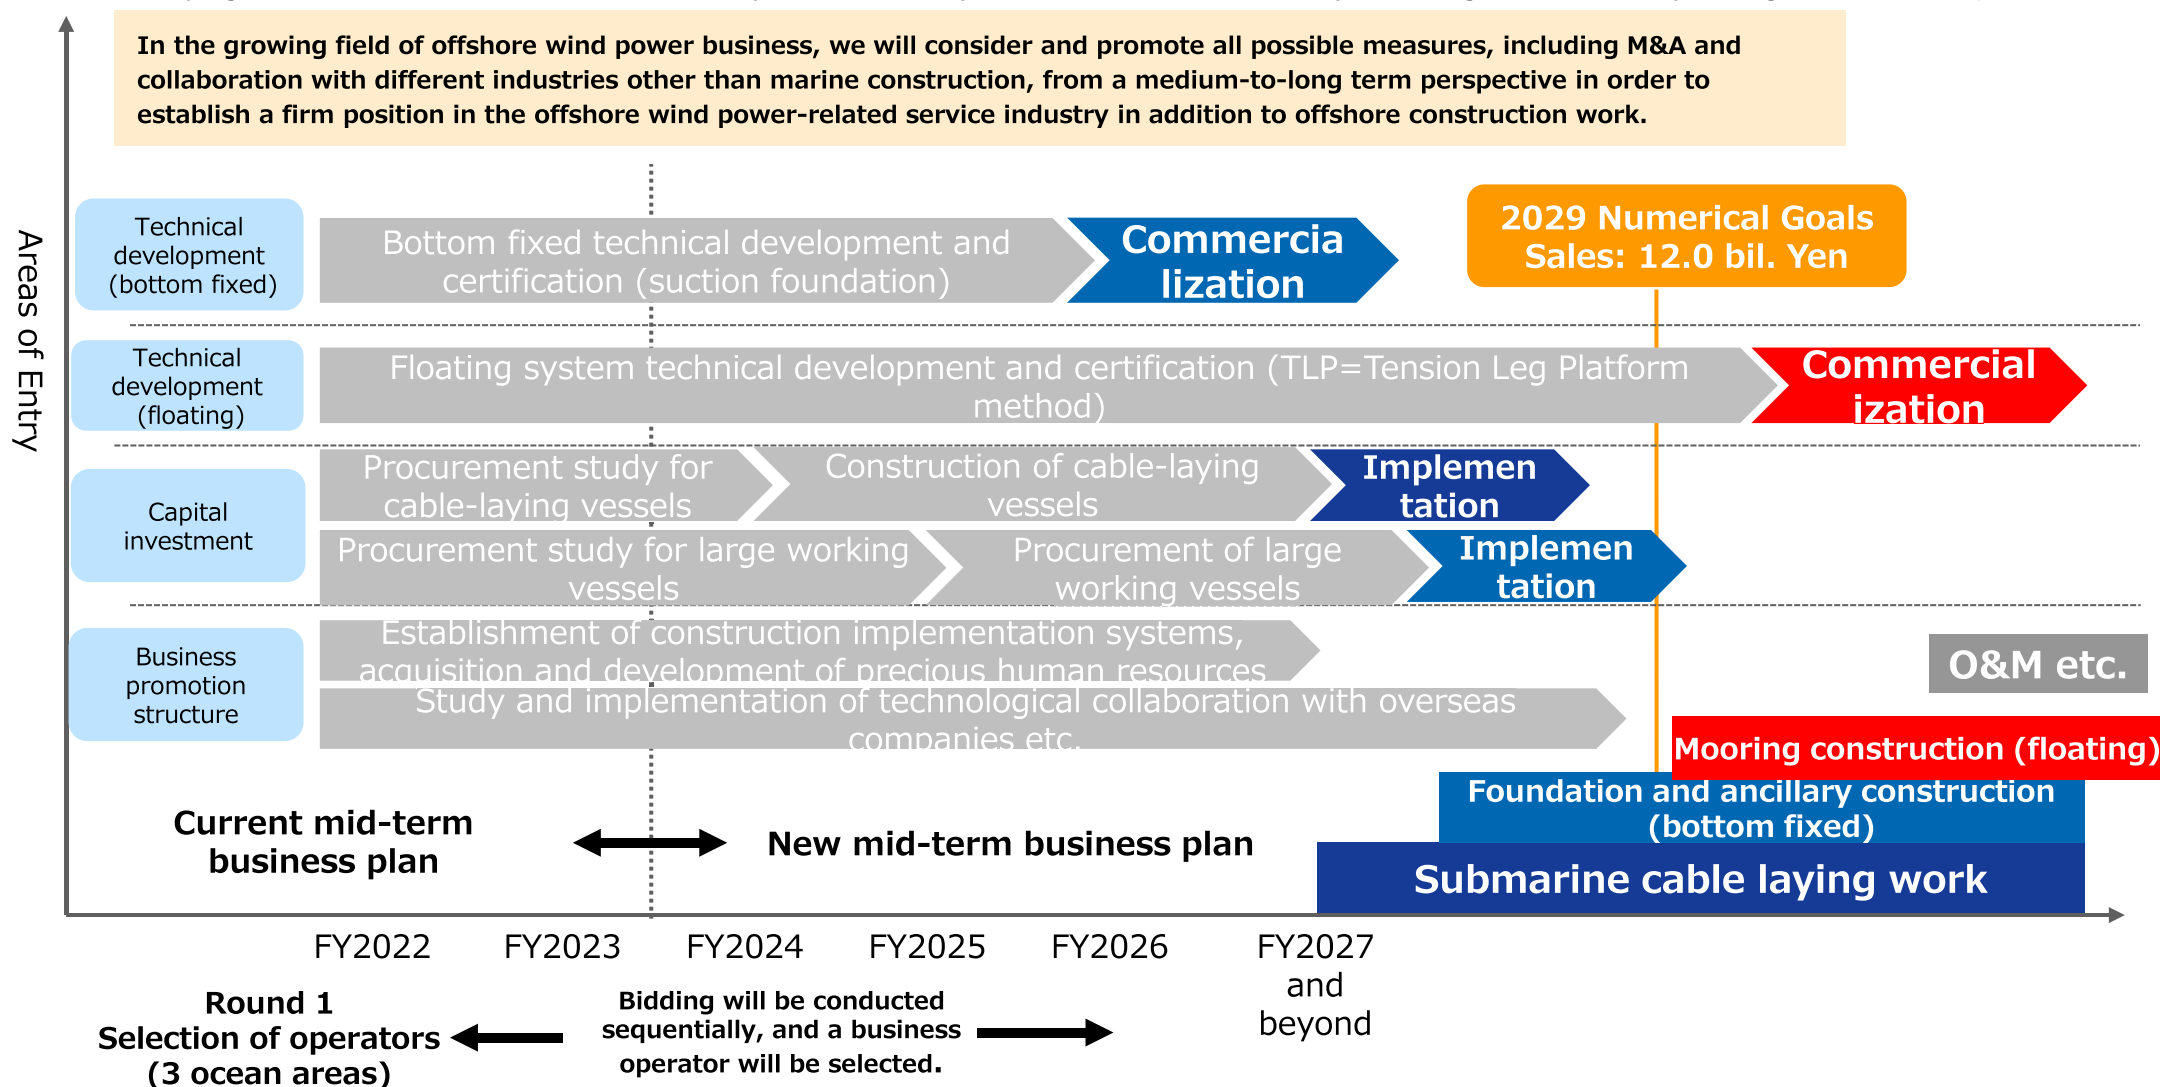 In the growing field of offshore wind power business, we will consider and promote all possible measures, including M&A and
collaboration with different industries other than marine construction, from a medium-to-long term perspective in order to
establish a firm position in the offshore wind power-related service industry in addition to offshore construction work.
Areas of Entry
Technical
development
(bottom fixed)
Bottom fixed technical development and
certification (suction foundation)
Commercia
lization
2029 Numerical Goals
Sales: 12.0 bil. Yen
Technical
development
(floating)
Floating system technical development and certification (TLP=Tension Leg Platform
method)
Commercial
ization
Capital
investment
Procurement study for
cable-laying vessels
Construction of cable-laying
vessels
Implemen
tation
Procurement study for large working
vessels
Procurement of large
working vessels
Implemen
tation
Business
promotion
structure
Establishment of construction implementation systems,
acquisition and development of precious human resources
Study and implementation of technological collaboration with overseas
companies etc.
O&M etc.
Mooring construction (floating)
Foundation and ancillary construction
(bottom fixed)
Submarine cable laying work
Current mid-term
business plan
New mid-term business plan
FY2022
FY2023
FY2024
FY2025
FY2026
FY2027
and
beyond
Round 1
Selection of operators
(3 ocean areas)
Bidding will be conducted
sequentially, and a business
operator will be selected.